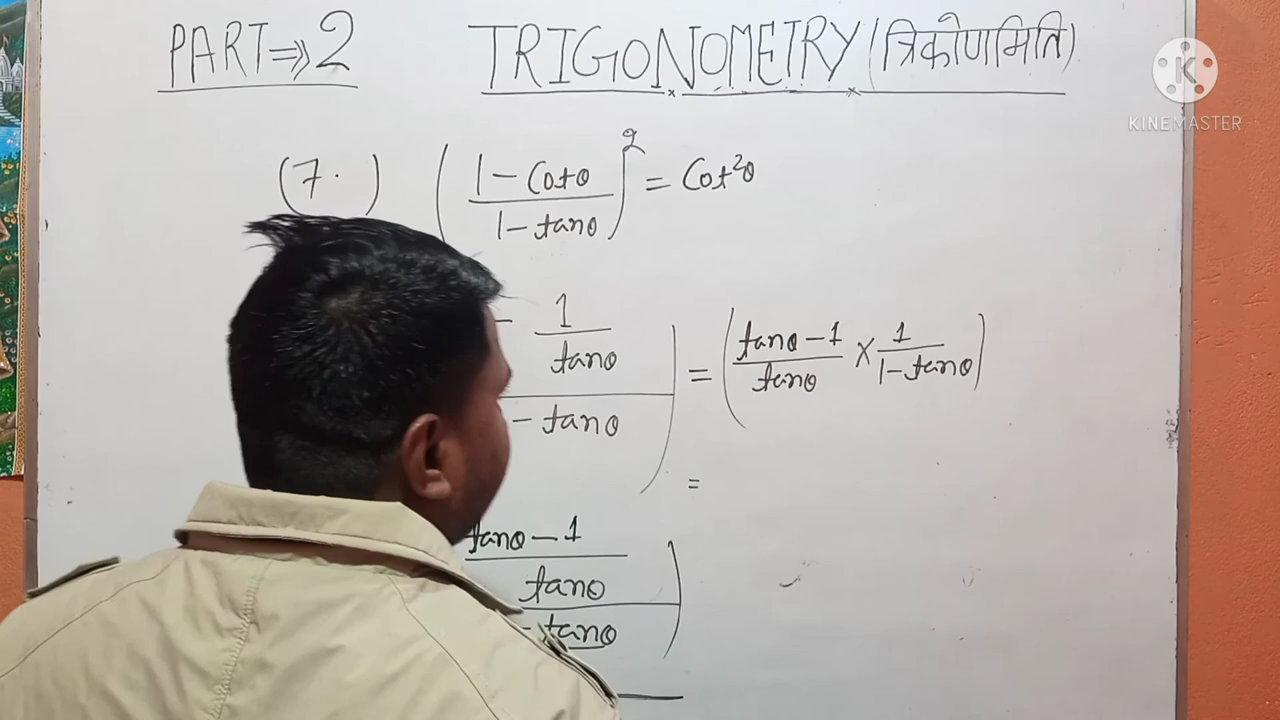 PART ⇒ 2 TRIGONOMETRY (त्रिकोणमिति)
KINEMASTER
(7.) ((1 - Cotθ)/(1 - tanθ))² = Cot²θ
- 1/tanθ
- tanθ) = ((tanθ - 1)/tanθ × 1/(1 - tanθ))
=
tanθ - 1
tanθ
- tanθ)